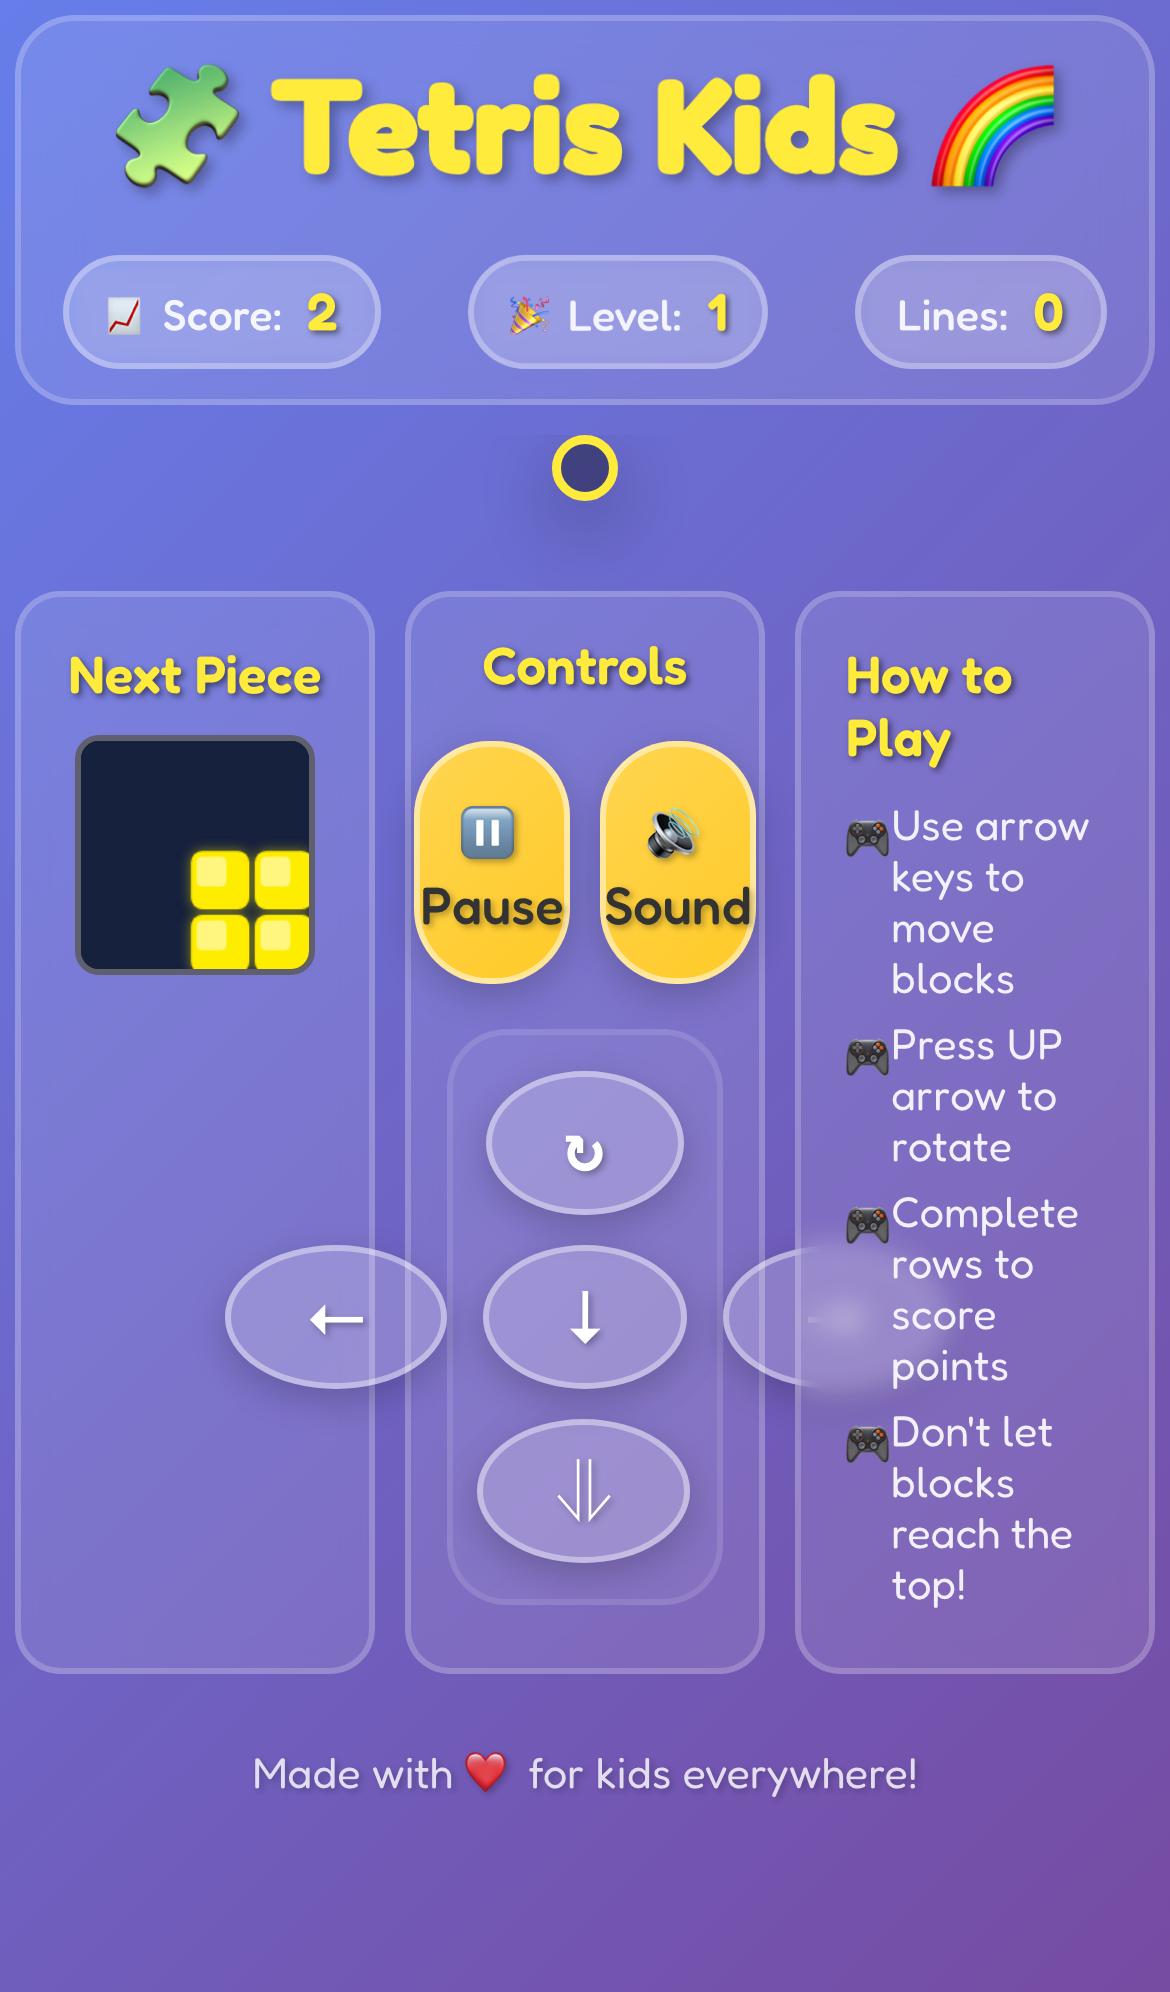 Tetris Kids
Score: 2
Level: 1
Lines: 0
Next Piece
Controls
Pause
Sound
How to
Play
Use arrow
keys to
move
blocks
Press UP
arrow to
rotate
Complete
rows to
score
points
Don't let
blocks
reach the
top!
Made with ❤️ for kids everywhere!